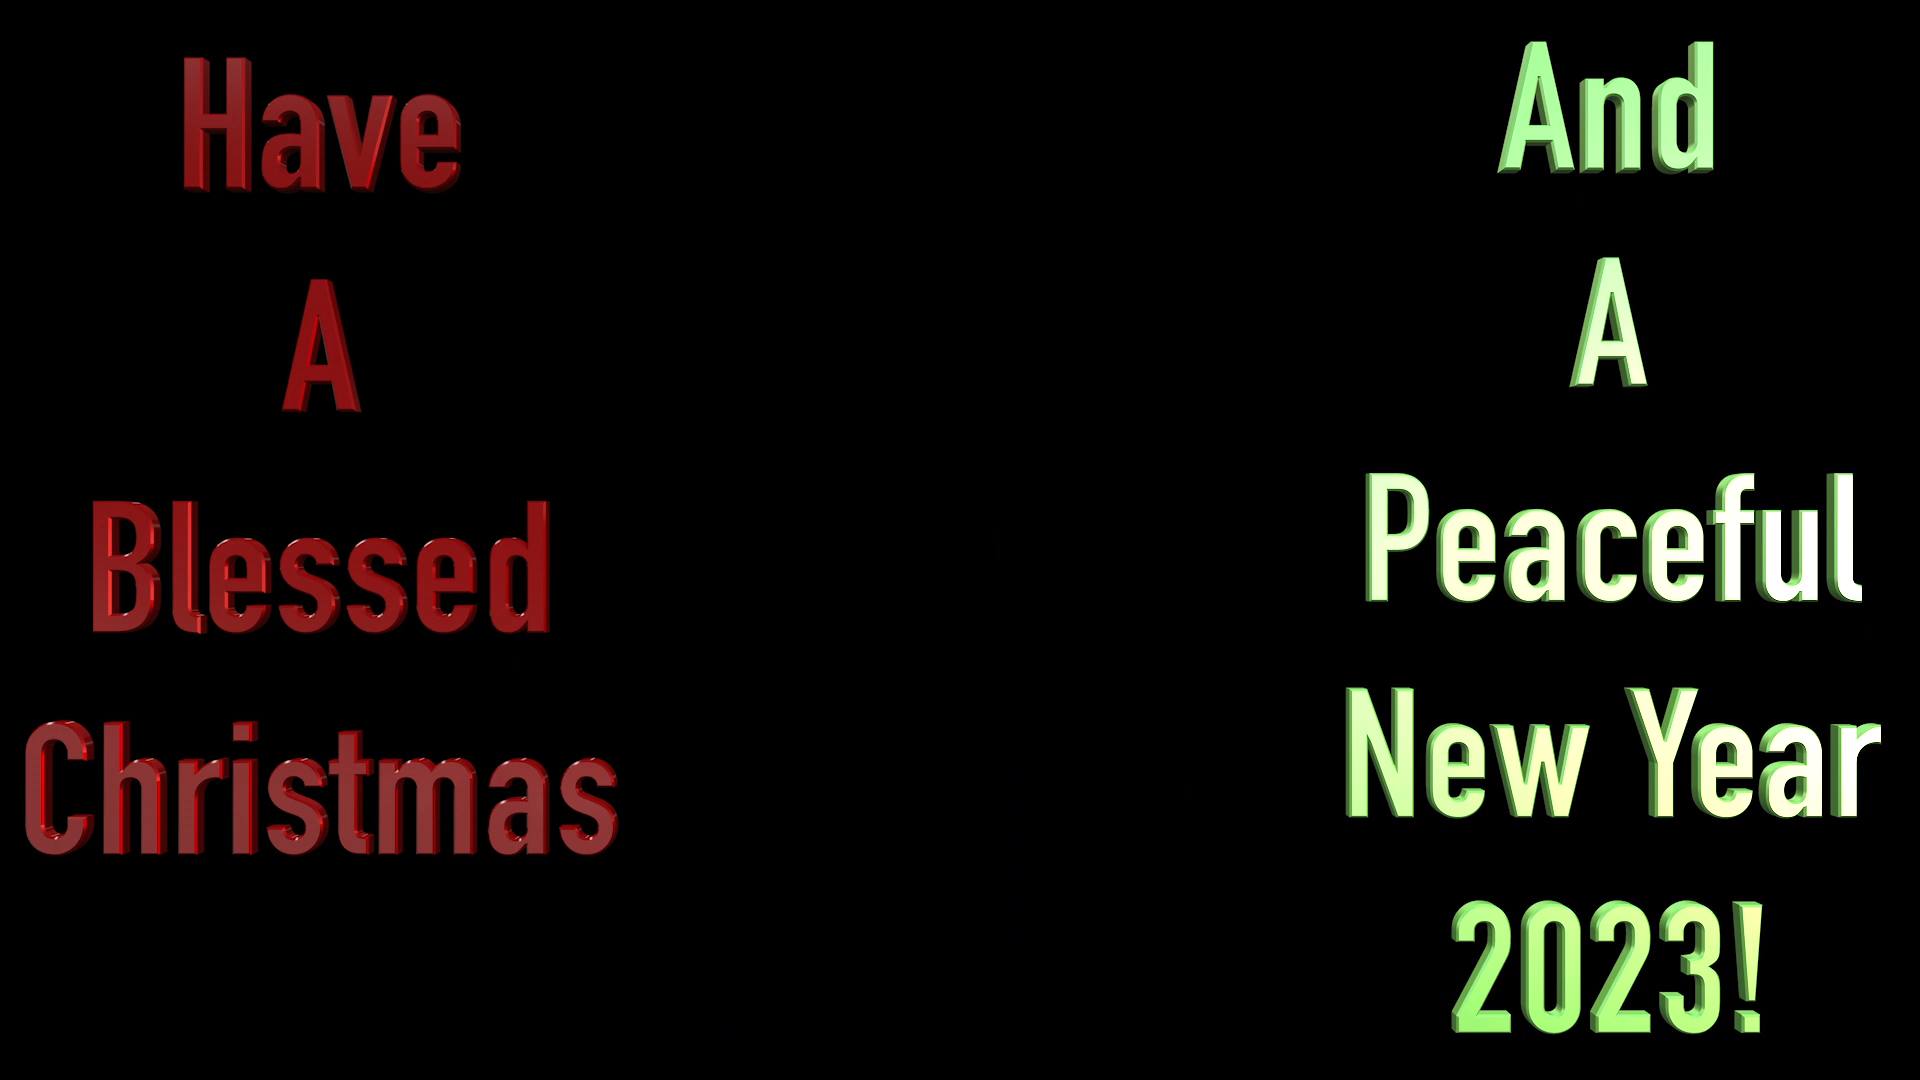 Have
A
Blessed
Christmas
And
A
Peaceful
New Year
2023!